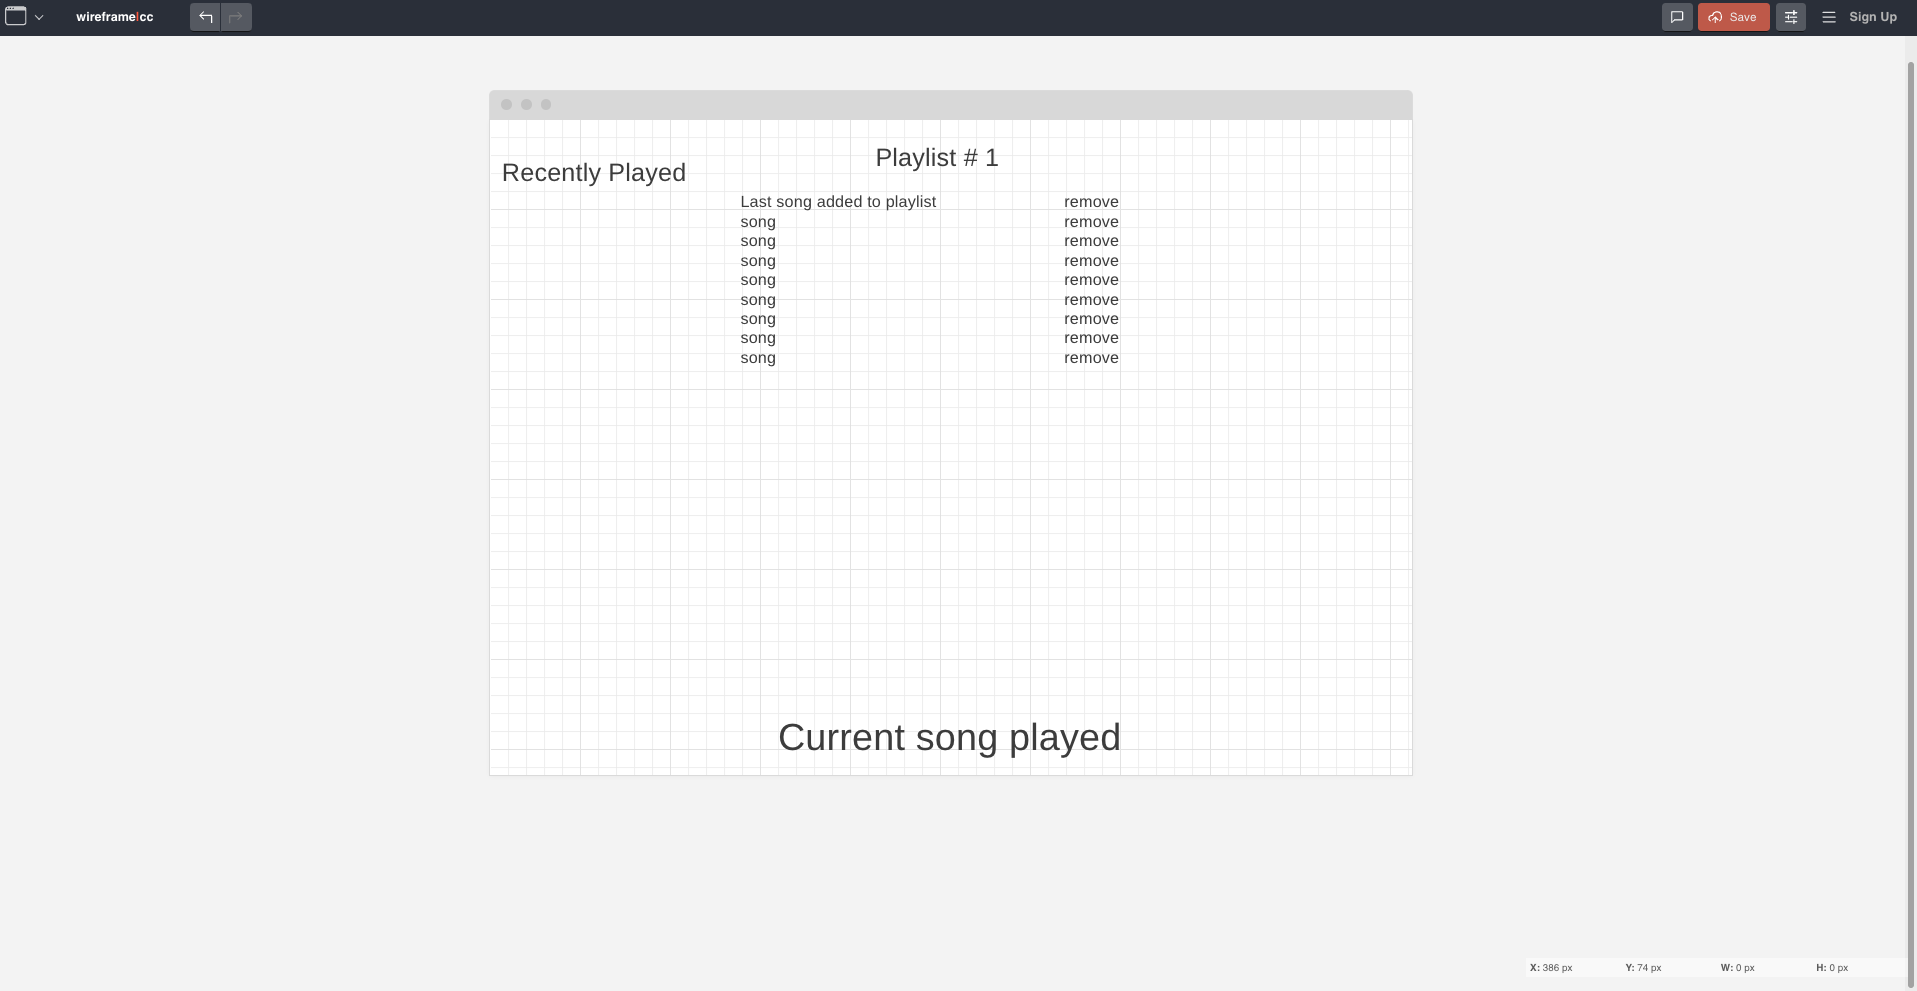 wireframe|cc
Save
Sign Up
Playlist # 1
Recently Played
Last song added to playlist remove
song remove
song remove
song remove
song remove
song remove
song remove
song remove
song remove
Current song played
X: 386 px Y: 74 px W: 0 px H: 0 px